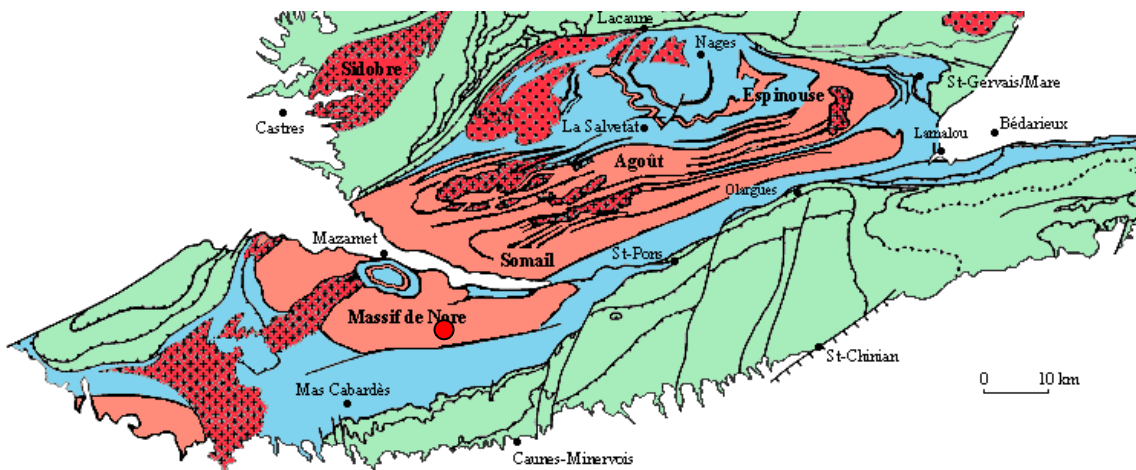 Lacaune
Nages
Sidobre
Espinouse
St-Gervais/Mare
Castres
La Salvetat
Lamalou
Bédarieux
Agoût
Olargues
Mazamet
Somail
St-Pons
Massif de Nore
St-Chinian
Mas Cabardès
0 10 km
Caunes-Minervois